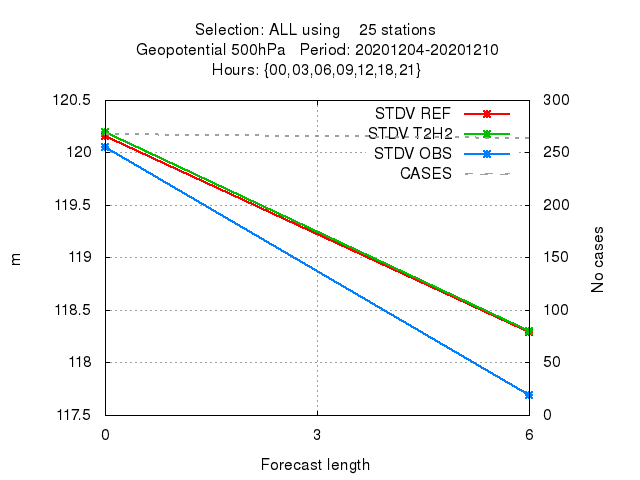 Selection: ALL using    25 stations
Geopotential 500hPa   Period: 20201204-20201210
Hours: {00,03,06,09,12,18,21}
120.5
120
119.5
119
118.5
118
117.5
m
STDV REF
STDV T2H2
STDV OBS
CASES
300
250
200
150
100
50
0
No cases
0 3 6
Forecast length